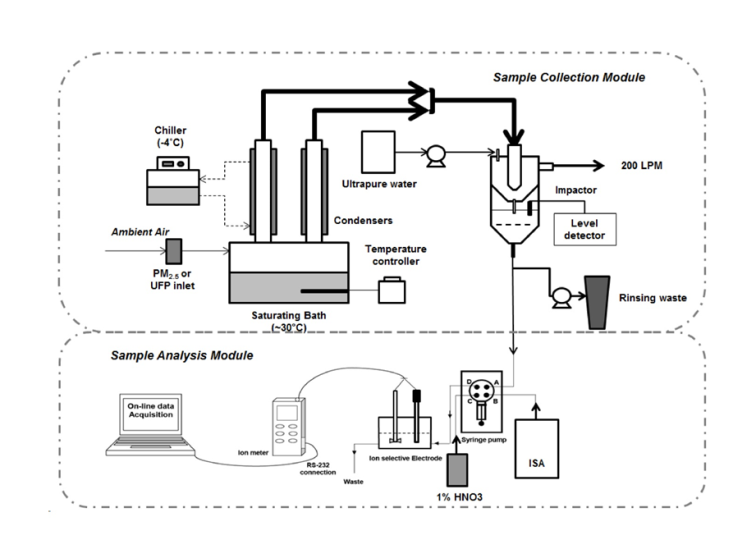 Sample Collection Module
Chiller
(-4°C)
200 LPM
Ultrapure water
Impactor
Condensers
Level
detector
Ambient Air
Temperature
controller
PM2.5 or
UFP inlet
Rinsing waste
Saturating Bath
(~30°C)
Sample Analysis Module
D
A
C
B
On-line data
Acquisition
Syringe pump
Ion meter
Ion selective Electrode
RS-232
connection
ISA
Waste
1% HNO3